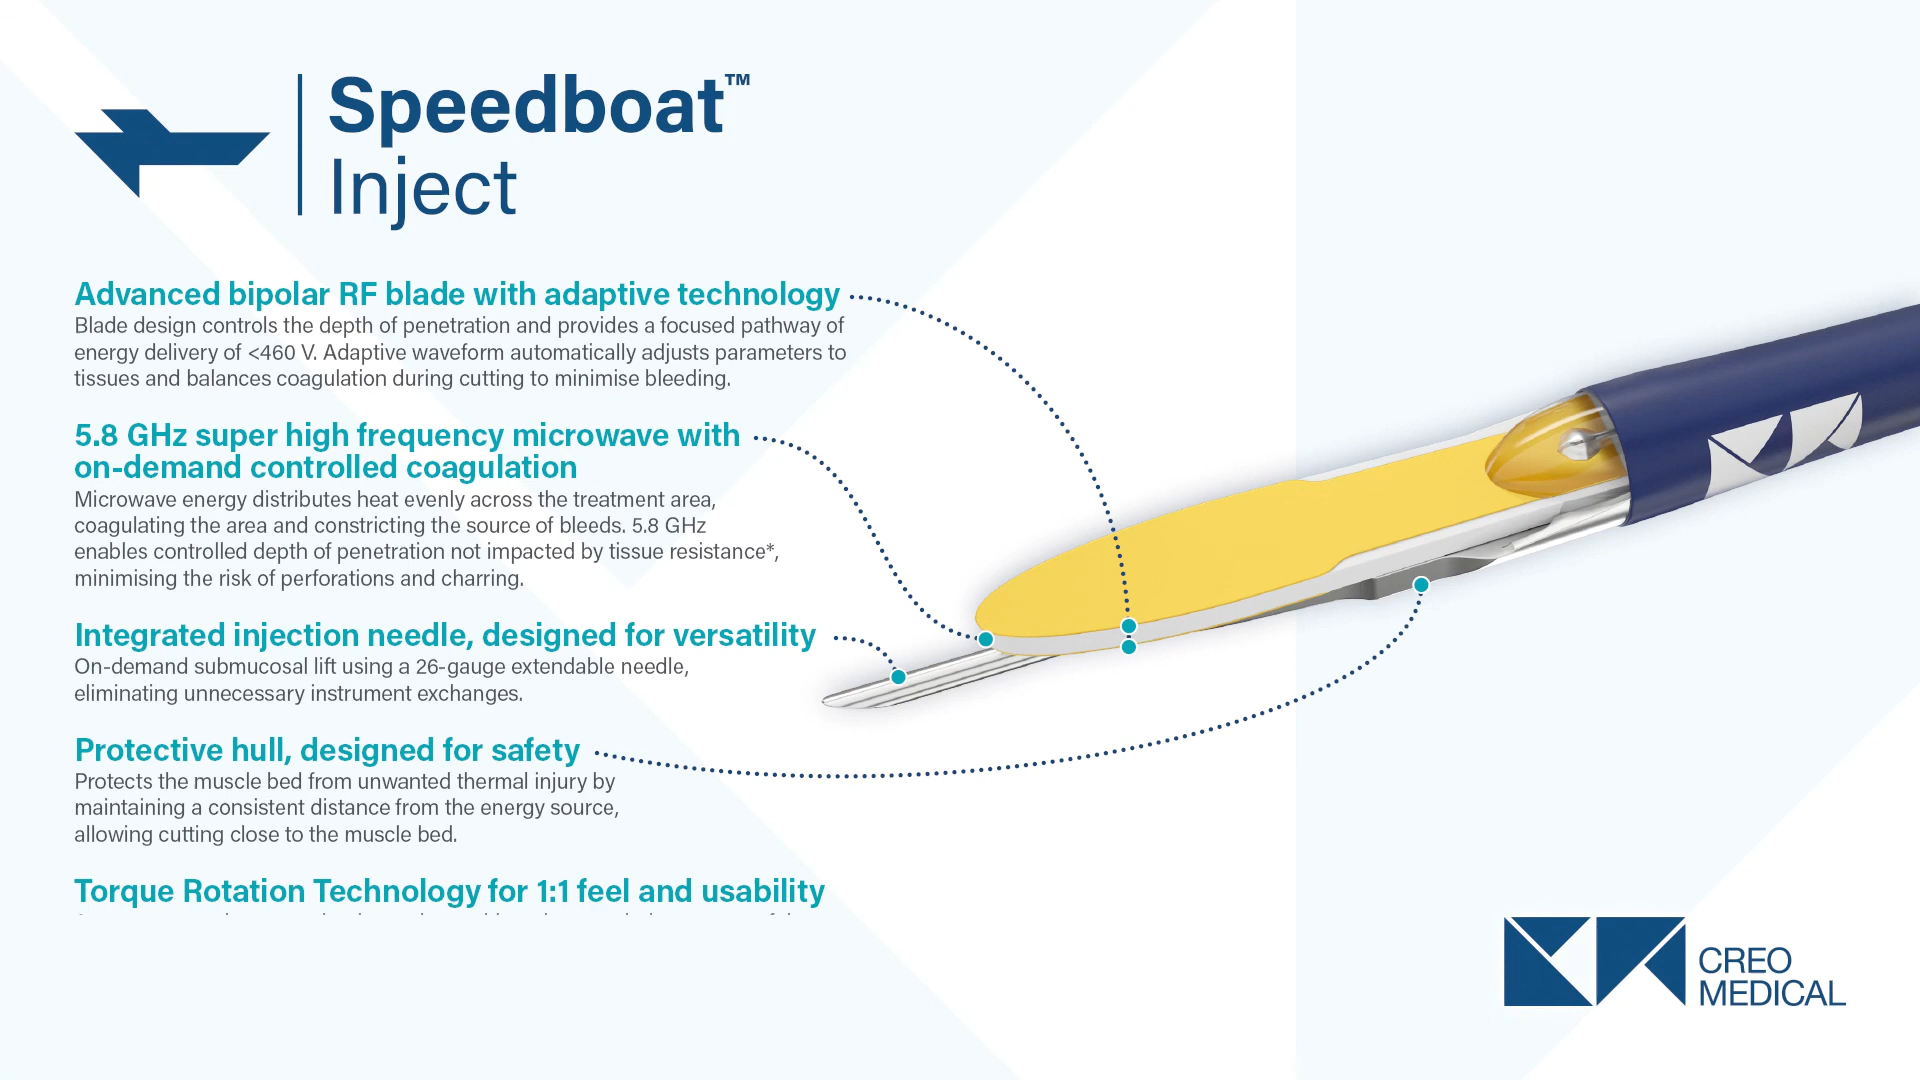 Speedboat™
Inject
Advanced bipolar RF blade with adaptive technology
Blade design controls the depth of penetration and provides a focused pathway of
energy delivery of <460 V. Adaptive waveform automatically adjusts parameters to
tissues and balances coagulation during cutting to minimise bleeding.
5.8 GHz super high frequency microwave with
on-demand controlled coagulation
Microwave energy distributes heat evenly across the treatment area,
coagulating the area and constricting the source of bleeds. 5.8 GHz
enables controlled depth of penetration not impacted by tissue resistance*,
minimising the risk of perforations and charring.
Integrated injection needle, designed for versatility
On-demand submucosal lift using a 26-gauge extendable needle,
eliminating unnecessary instrument exchanges.
Protective hull, designed for safety
Protects the muscle bed from unwanted thermal injury by
maintaining a consistent distance from the energy source,
allowing cutting close to the muscle bed.
Torque Rotation Technology for 1:1 feel and usability
CREO
MEDICAL